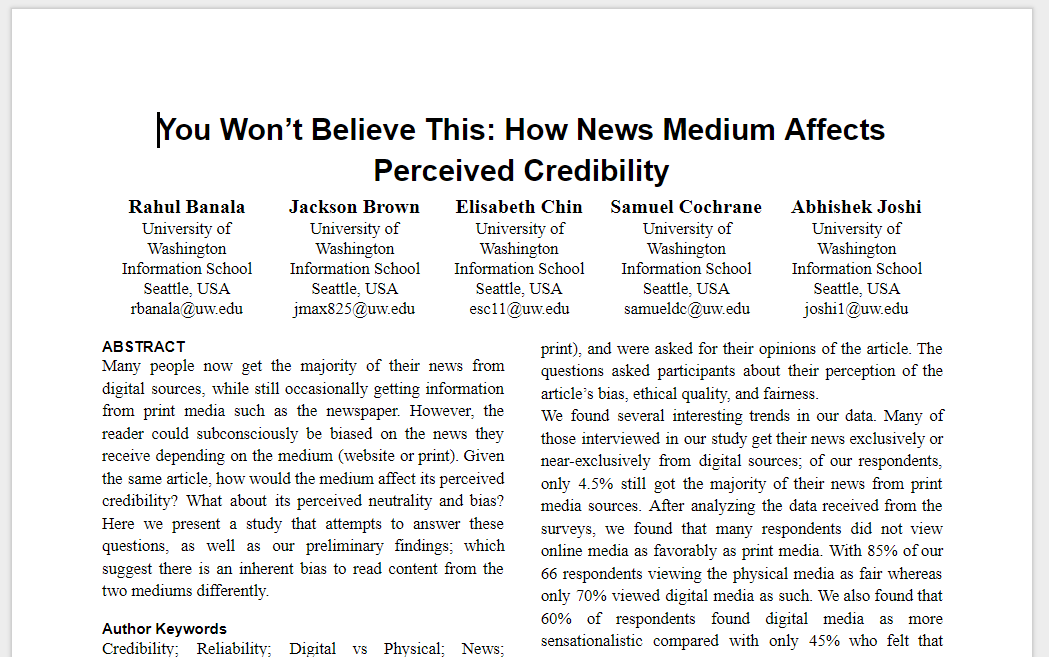 You Won’t Believe This: How News Medium Affects
Perceived Credibility
Rahul Banala
University of
Washington
Information School
Seattle, USA
rbanala@uw.edu
Jackson Brown
University of
Washington
Information School
Seattle, USA
jmax825@uw.edu
Elisabeth Chin
University of
Washington
Information School
Seattle, USA
esc11@uw.edu
Samuel Cochrane
University of
Washington
Information School
Seattle, USA
samueldc@uw.edu
Abhishek Joshi
University of
Washington
Information School
Seattle, USA
joshi1@uw.edu
ABSTRACT
Many people now get the majority of their news from
digital sources, while still occasionally getting information
from print media such as the newspaper. However, the
reader could subconsciously be biased on the news they
receive depending on the medium (website or print). Given
the same article, how would the medium affect its perceived
credibility? What about its perceived neutrality and bias?
Here we present a study that attempts to answer these
questions, as well as our preliminary findings; which
suggest there is an inherent bias to read content from the
two mediums differently.
Author Keywords
Credibility; Reliability; Digital vs Physical; News;
print), and were asked for their opinions of the article. The
questions asked participants about their perception of the
article’s bias, ethical quality, and fairness.
We found several interesting trends in our data. Many of
those interviewed in our study get their news exclusively or
near-exclusively from digital sources; of our respondents,
only 4.5% still got the majority of their news from print
media sources. After analyzing the data received from the
surveys, we found that many respondents did not view
online media as favorably as print media. With 85% of our
66 respondents viewing the physical media as fair whereas
only 70% viewed digital media as such. We also found that
60% of respondents found digital media as more
sensationalistic compared with only 45% who felt that